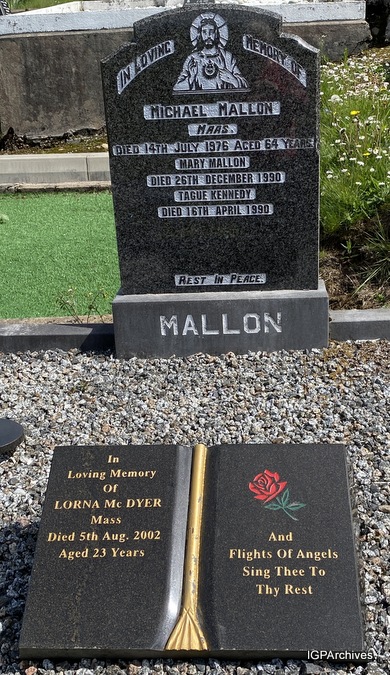 IN LOVING MEMORY OF
MICHAEL MALLON
MAAS.
DIED 14TH JULY 1976 AGED 64 YEARS
MARY MALLON
DIED 26TH DECEMBER 1990
TAGUE KENNEDY
DIED 16TH APRIL 1990
REST IN PEACE.
MALLON
In
Loving Memory
Of
LORNA Mc DYER
Mass
Died 5th Aug. 2002
Aged 23 Years
And
Flights Of Angels
Sing Thee To
Thy Rest
IGPArchives